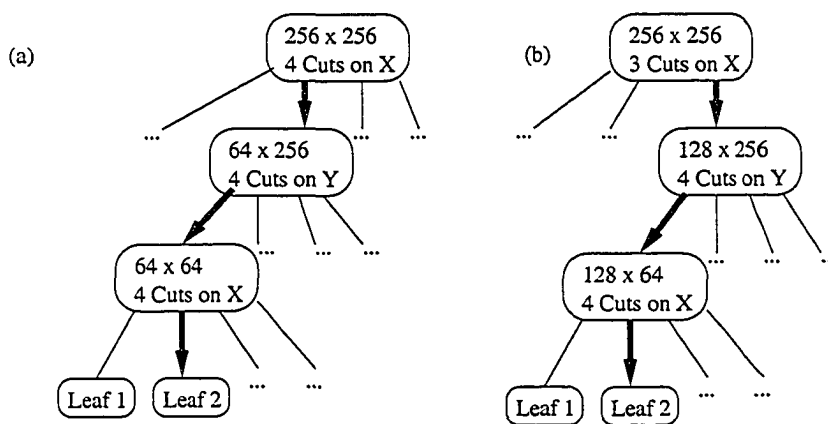 (a)
256 x 256
4 Cuts on X
... ... ...
64 x 256
4 Cuts on Y
... ... ...
64 x 64
4 Cuts on X
... ...
Leaf 1 Leaf 2
(b)
256 x 256
3 Cuts on X
... ...
128 x 256
4 Cuts on Y
... ... ...
128 x 64
4 Cuts on X
... ...
Leaf 1 Leaf 2